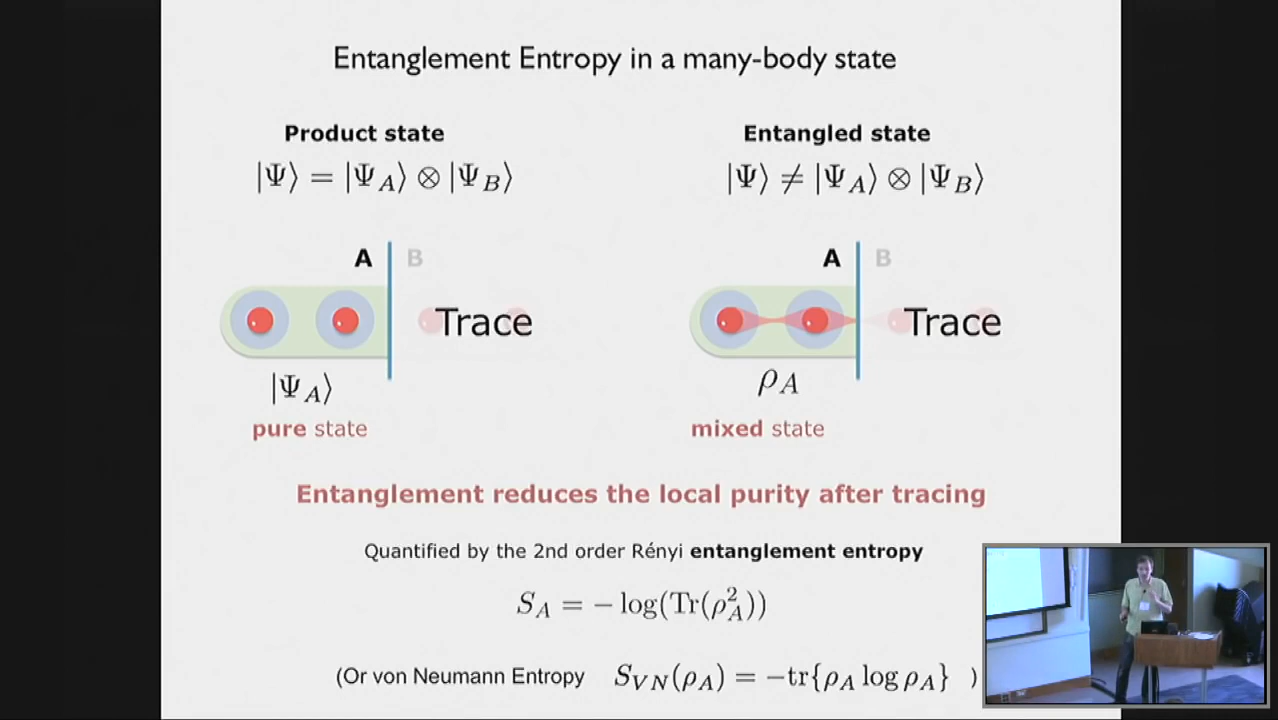 Entanglement Entropy in a many-body state
Product state
|Ψ⟩ = |Ψ_A⟩ ⊗ |Ψ_B⟩
A B
Trace
|Ψ_A⟩
pure state
Entangled state
|Ψ⟩ ≠ |Ψ_A⟩ ⊗ |Ψ_B⟩
A B
Trace
ρ_A
mixed state
Entanglement reduces the local purity after tracing
Quantified by the 2nd order Rényi entanglement entropy
S_A = − log(Tr(ρ_A^2))
(Or von Neumann Entropy S_{VN}(ρ_A) = −tr{ρ_A log ρ_A} )